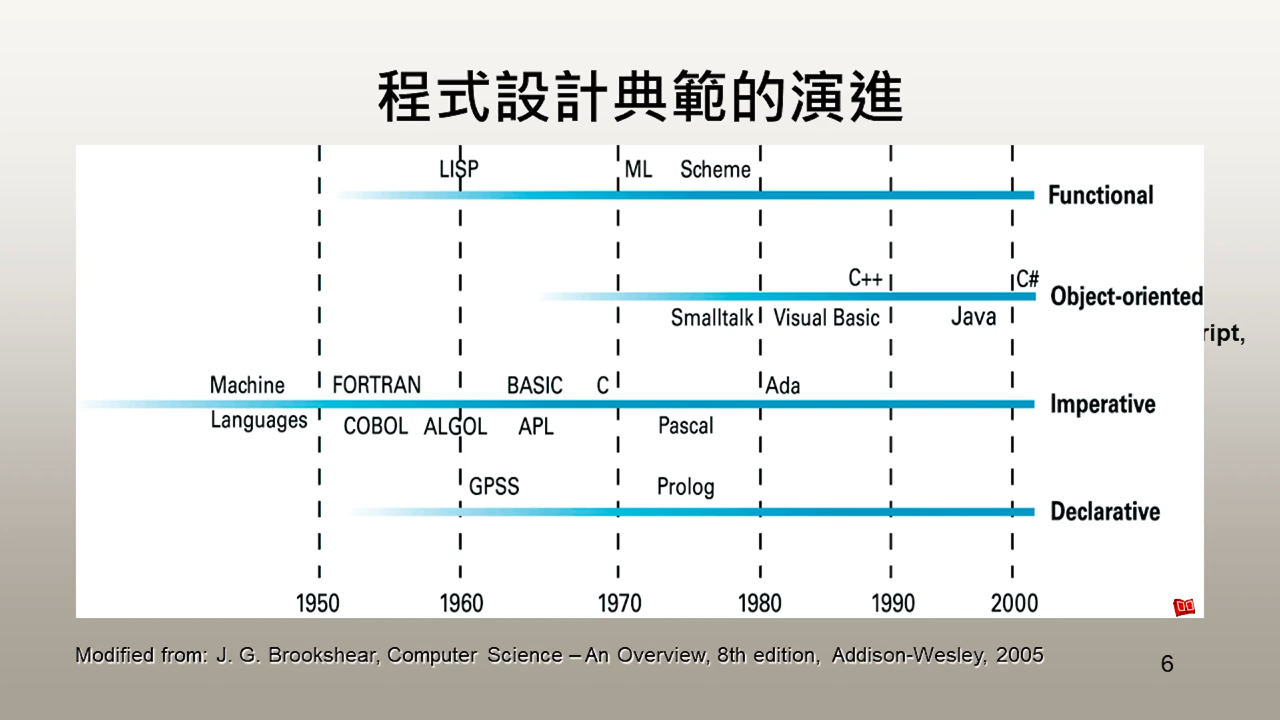 程式設計典範的演進
LISP ML Scheme
Functional
C++ C#
Object-oriented
Smalltalk Visual Basic Java
ript,
Machine FORTRAN BASIC C Ada
Imperative
Languages COBOL ALGOL APL Pascal
GPSS Prolog
Declarative
1950 1960 1970 1980 1990 2000
Modified from: J. G. Brookshear, Computer Science – An Overview, 8th edition, Addison-Wesley, 2005
6